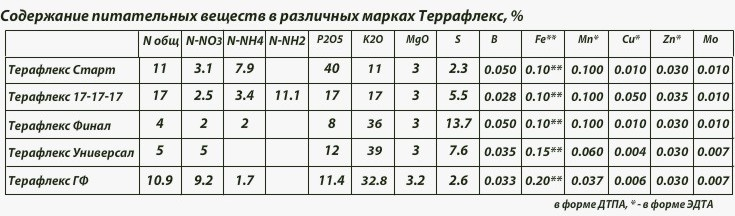 Содержание питательных веществ в различных марках Террафлекс, %
N общ N-NO3 N-NH4 N-NH2 P2O5 K2O MgO S B Fe** Mn* Cu* Zn* Mo
Терафлекс Старт 11 3.1 7.9 40 11 3 2.3 0.050 0.10** 0.100 0.010 0.030 0.010
Терафлекс 17-17-17 17 2.5 3.4 11.1 17 17 3 5.5 0.028 0.10** 0.100 0.050 0.035 0.010
Терафлекс Финал 4 2 2 8 36 3 13.7 0.050 0.10** 0.100 0.010 0.030 0.010
Терафлекс Универсал 5 5 12 39 3 7.6 0.035 0.15** 0.060 0.004 0.030 0.007
Терафлекс ГФ 10.9 9.2 1.7 11.4 32.8 3.2 2.6 0.033 0.20** 0.037 0.006 0.030 0.007
в форме ДТПА, * - в форме ЭДТА